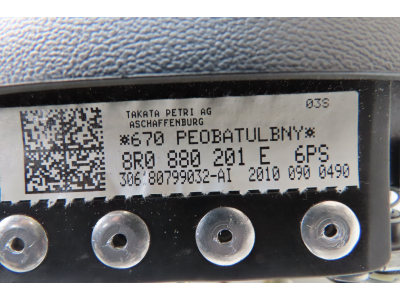 TAKATA PETRI AG 03S
ASCHAFFENBURG
*670 PEOBATULBNY*
8R0 880 201 E 6PS
306 80799032-AI 2010 090 0490